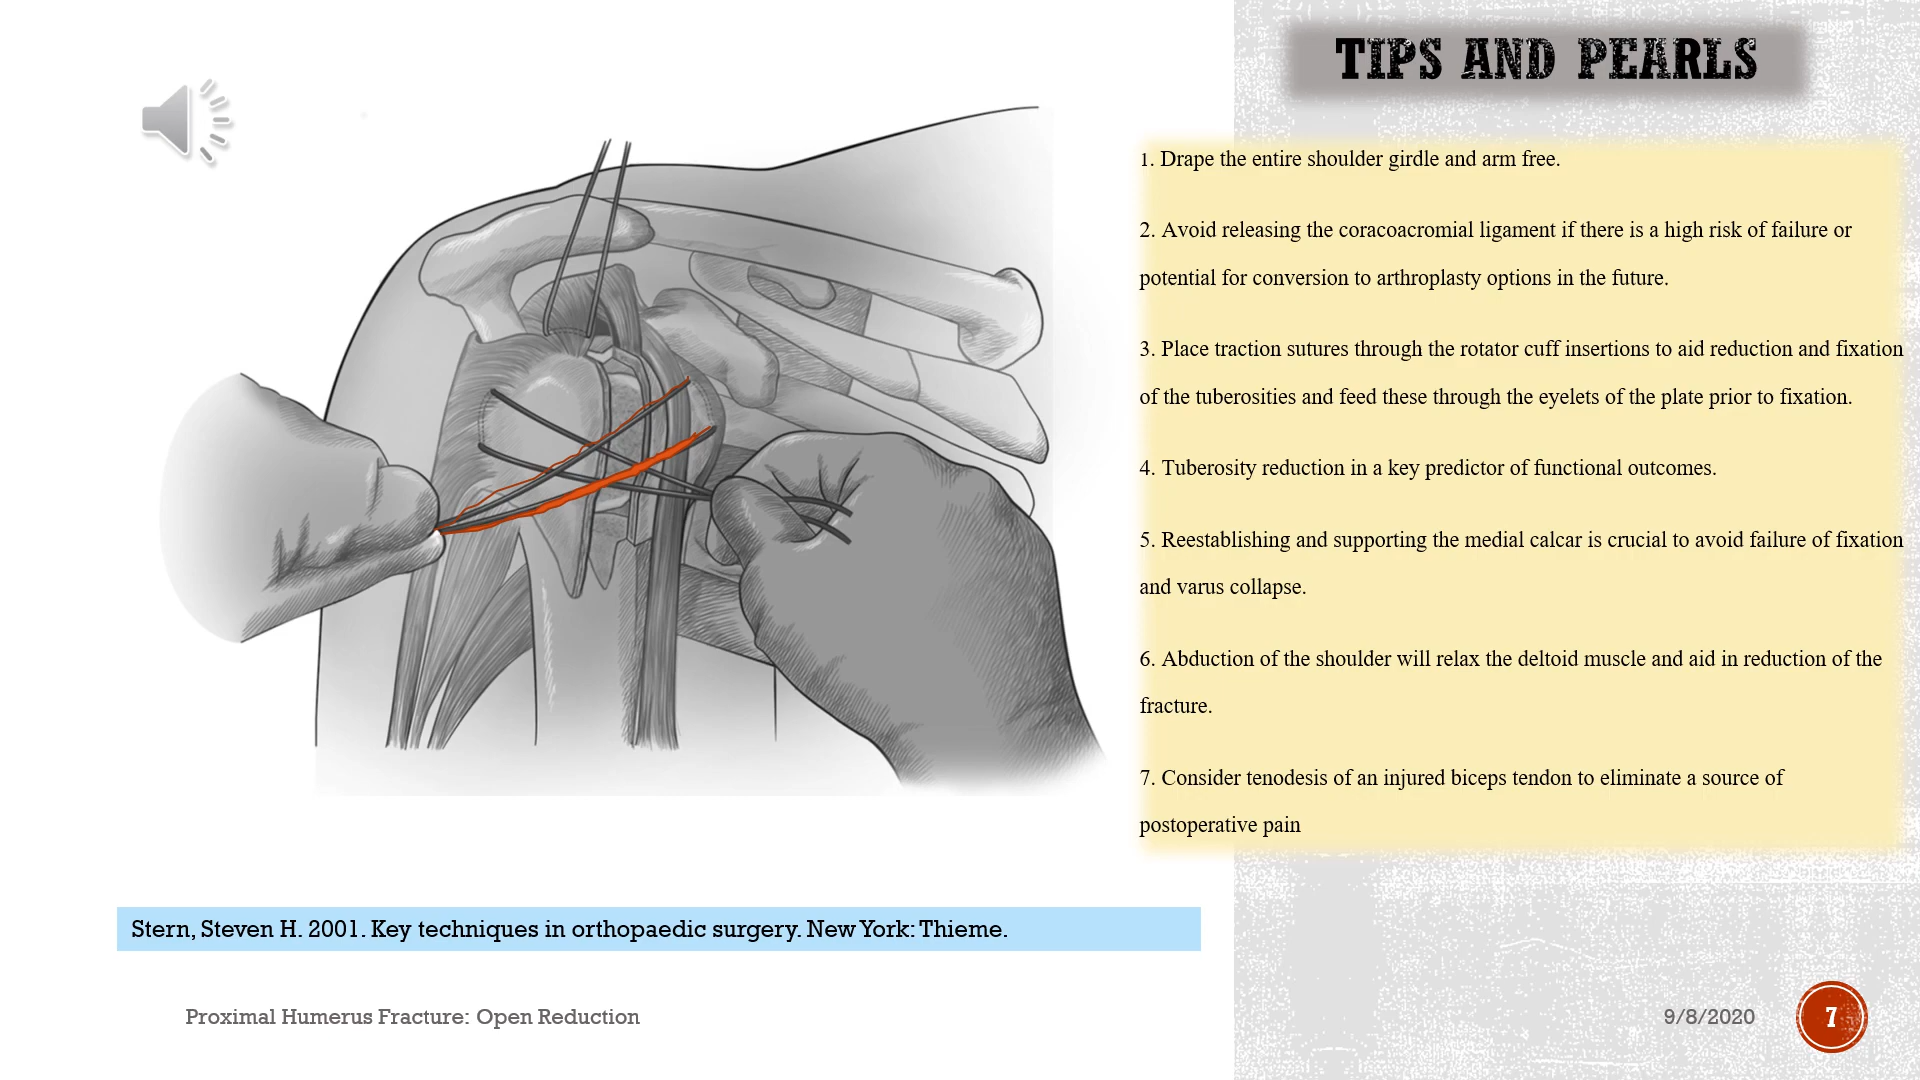 TIPS AND PEARLS
1. Drape the entire shoulder girdle and arm free.
2. Avoid releasing the coracoacromial ligament if there is a high risk of failure or
potential for conversion to arthroplasty options in the future.
3. Place traction sutures through the rotator cuff insertions to aid reduction and fixation
of the tuberosities and feed these through the eyelets of the plate prior to fixation.
4. Tuberosity reduction in a key predictor of functional outcomes.
5. Reestablishing and supporting the medial calcar is crucial to avoid failure of fixation
and varus collapse.
6. Abduction of the shoulder will relax the deltoid muscle and aid in reduction of the
fracture.
7. Consider tenodesis of an injured biceps tendon to eliminate a source of
postoperative pain
Stern, Steven H. 2001. Key techniques in orthopaedic surgery. New York: Thieme.
Proximal Humerus Fracture: Open Reduction
9/8/2020
7